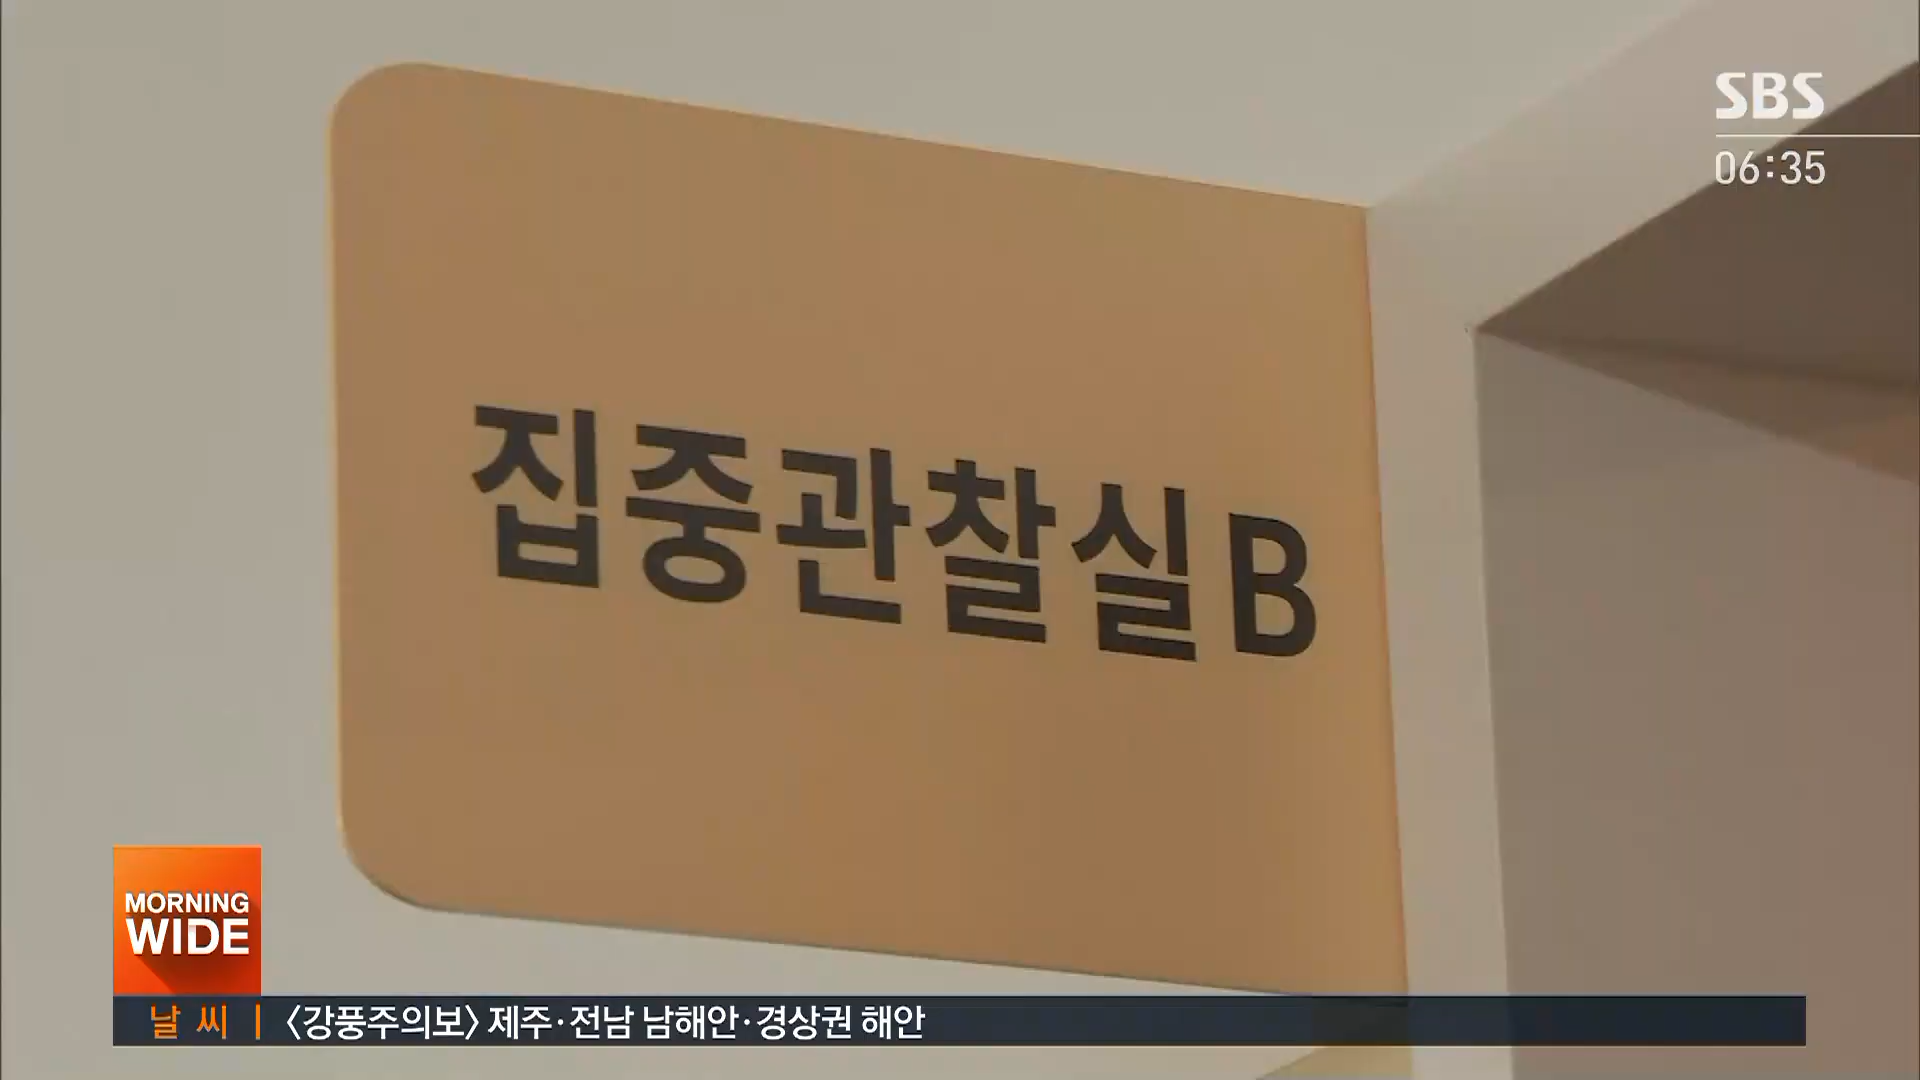 SBS
06:35
집중관찰실 B
MORNING
WIDE
날 씨 | 〈강풍주의보〉 제주·전남 남해안·경상권 해안